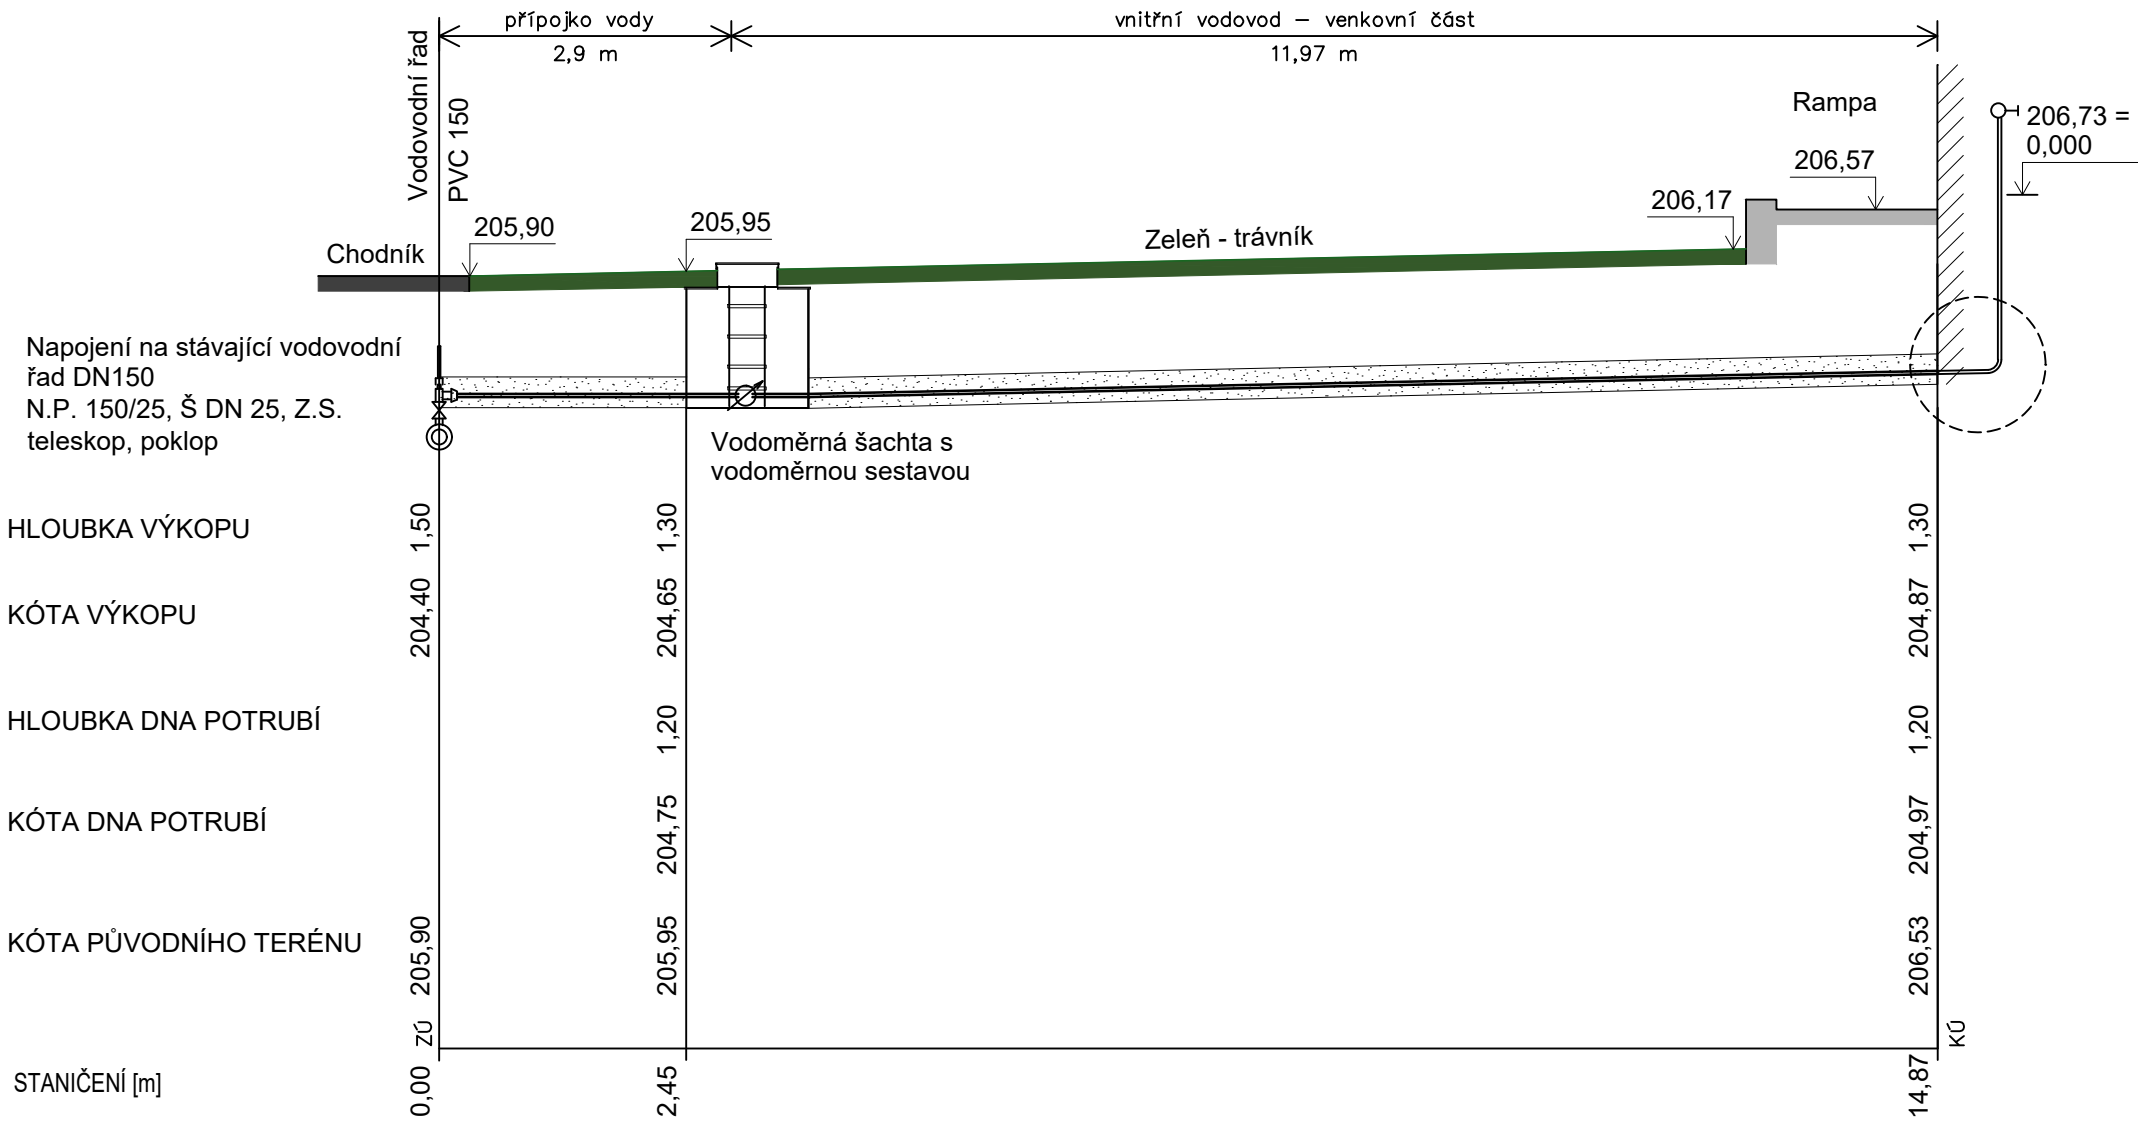 přípojko vody
2,9 m
vnitřní vodovod – venkovní část
11,97 m
Vodovodní řad
PVC 150
Rampa
206,73 =
0,000
206,57
206,17
205,90
205,95
Chodník
Zeleň - trávník
Napojení na stávající vodovodní
řad DN150
N.P. 150/25, Š DN 25, Z.S.
teleskop, poklop
Vodoměrná šachta s
vodoměrnou sestavou
HLOUBKA VÝKOPU
1,50
1,30
1,30
KÓTA VÝKOPU
204,40
204,65
204,87
HLOUBKA DNA POTRUBÍ
1,20
1,20
KÓTA DNA POTRUBÍ
204,75
204,97
KÓTA PŮVODNÍHO TERÉNU
205,90
205,95
206,53
ZÚ
KÚ
STANIČENÍ [m]
0,00
2,45
14,87